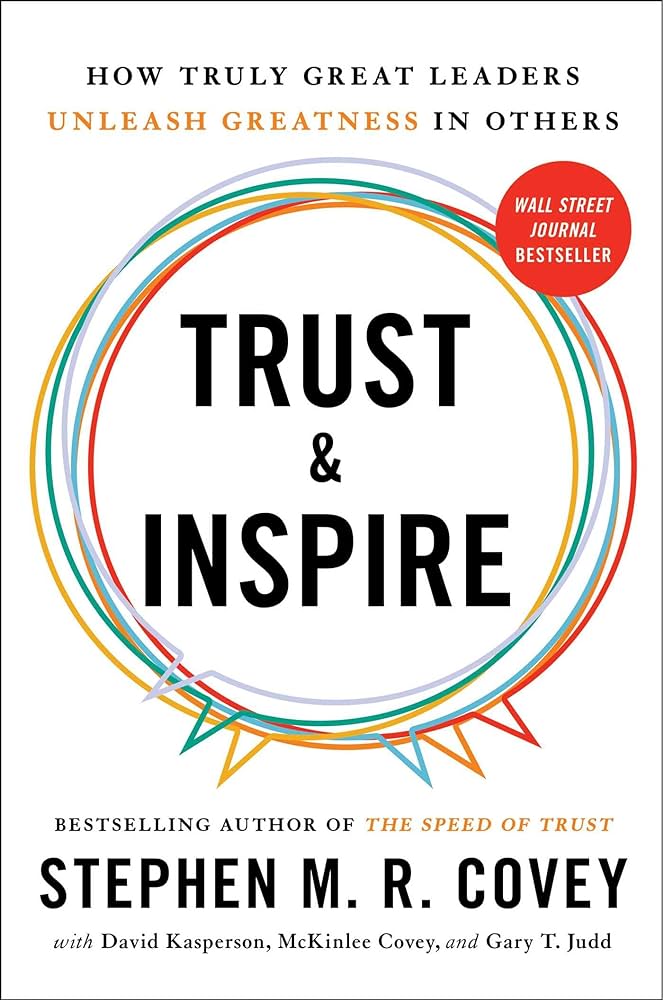 HOW TRULY GREAT LEADERS
UNLEASH GREATNESS IN OTHERS
WALL STREET
JOURNAL
BESTSELLER
TRUST
&
INSPIRE
BESTSELLING AUTHOR OF THE SPEED OF TRUST
STEPHEN M. R. COVEY
with David Kasperson, McKinlee Covey, and Gary T. Judd